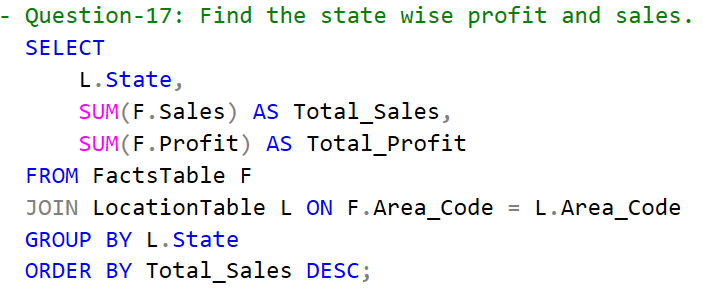 - Question-17: Find the state wise profit and sales.
SELECT
L.State,
SUM(F.Sales) AS Total_Sales,
SUM(F.Profit) AS Total_Profit
FROM FactsTable F
JOIN LocationTable L ON F.Area_Code = L.Area_Code
GROUP BY L.State
ORDER BY Total_Sales DESC;